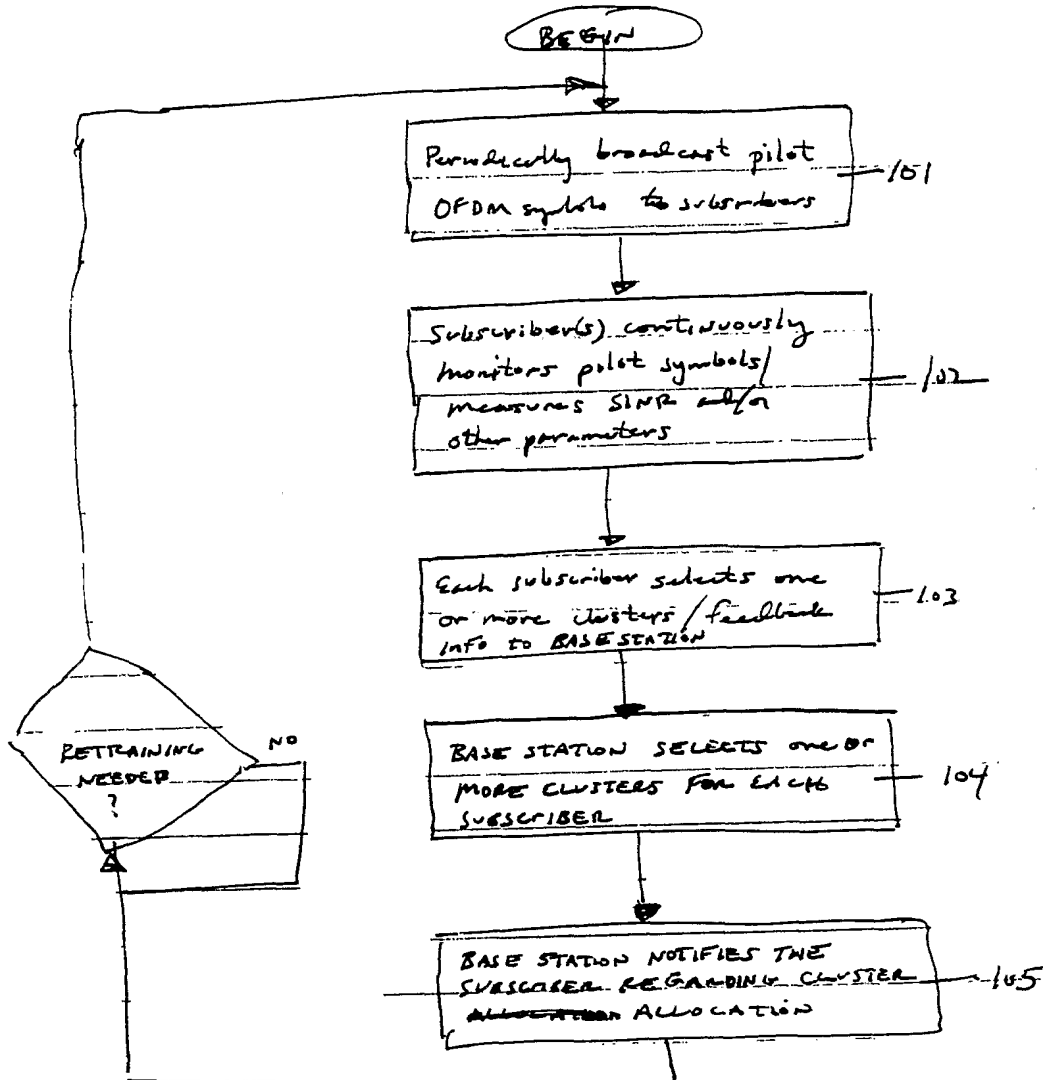 BEGIN
Periodically broadcast pilot
OFDM symbols to subscribers
101
Subscriber(s) continuously
monitors pilot symbols/
measures SINR and/or
other parameters
102
Each subscriber selects one
or more clusters / feedback
info to BASE STATION
103
BASE STATION SELECTS one or
MORE CLUSTERS FOR EACH
SUBSCRIBER
104
RETRAINING
NEEDED
?
NO
BASE STATION NOTIFIES THE
SUBSCRIBER REGARDING CLUSTER
ALLOCATION
105